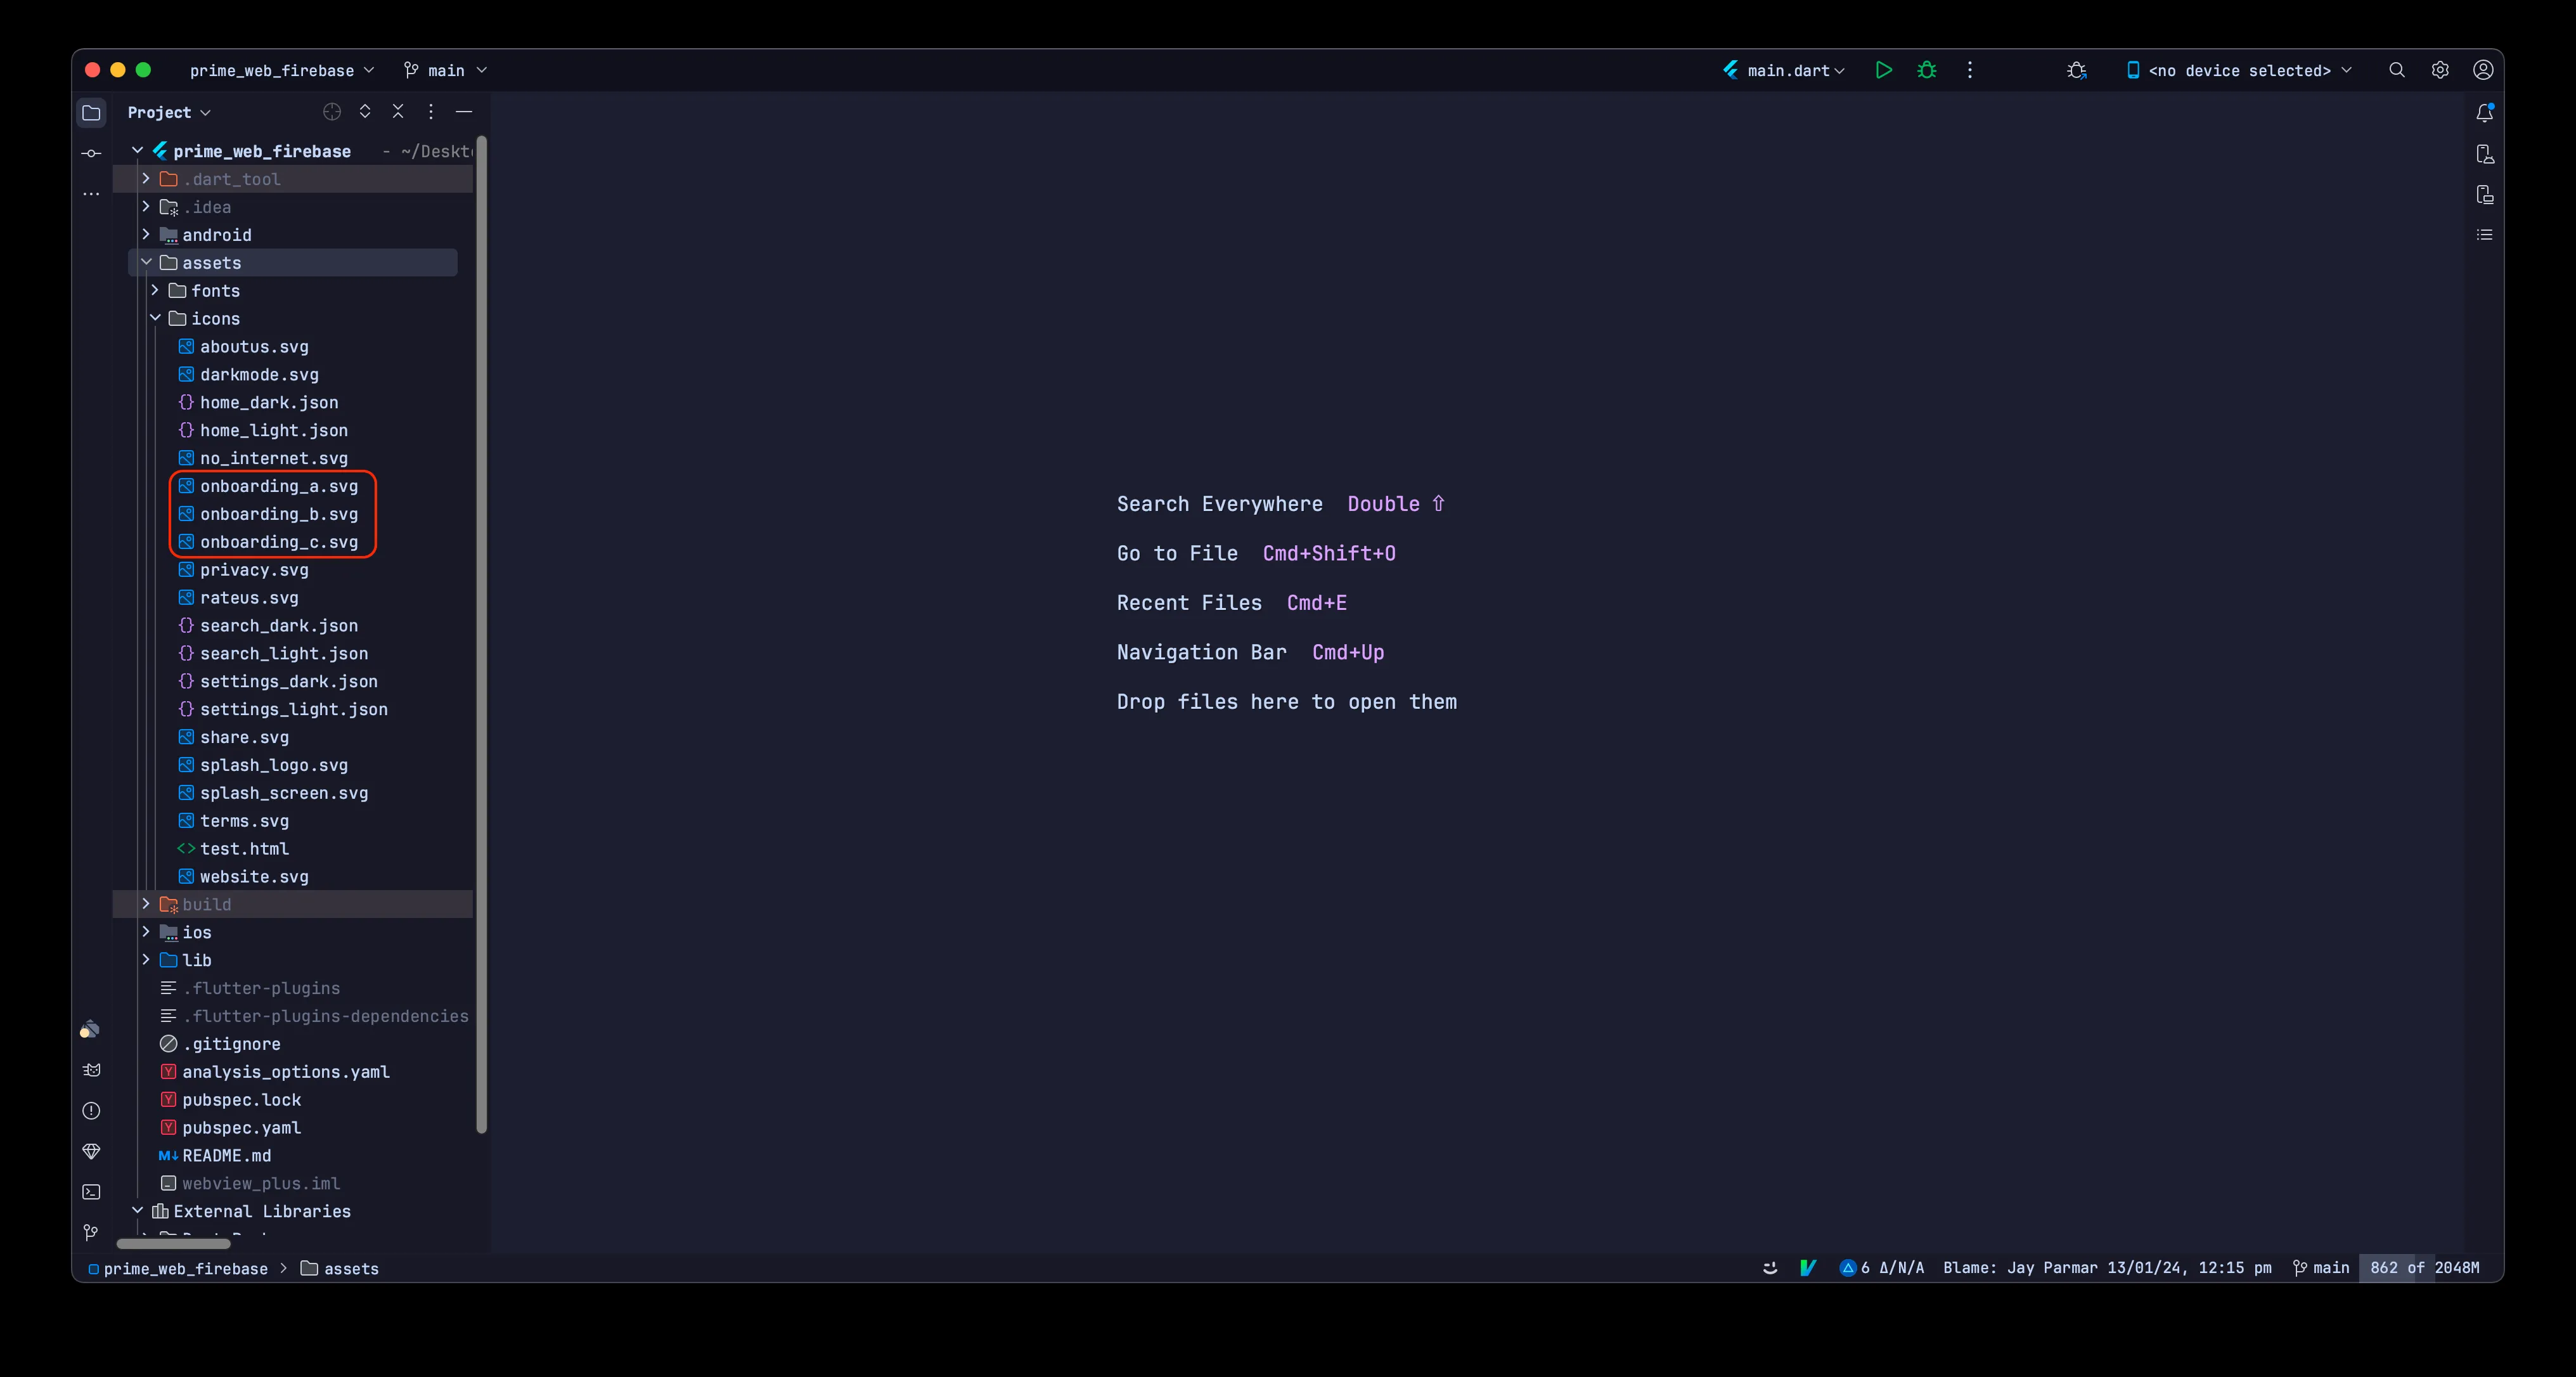 prime_web_firebase
main
main.dart
<no device selected>
Project
prime_web_firebase - ~/Deskt
.dart_tool
.idea
android
assets
fonts
icons
aboutus.svg
darkmode.svg
{} home_dark.json
{} home_light.json
no_internet.svg
onboarding_a.svg
onboarding_b.svg
onboarding_c.svg
privacy.svg
rateus.svg
{} search_dark.json
{} search_light.json
{} settings_dark.json
{} settings_light.json
share.svg
splash_logo.svg
splash_screen.svg
terms.svg
<> test.html
website.svg
build
ios
lib
.flutter-plugins
.flutter-plugins-dependencies
.gitignore
Y analysis_options.yaml
Y pubspec.lock
Y pubspec.yaml
M↓ README.md
webview_plus.iml
External Libraries
Search Everywhere Double ⇧
Go to File Cmd+Shift+O
Recent Files Cmd+E
Navigation Bar Cmd+Up
Drop files here to open them
prime_web_firebase > assets
6 Δ/N/A
Blame: Jay Parmar 13/01/24, 12:15 pm
main
862 of 2048M